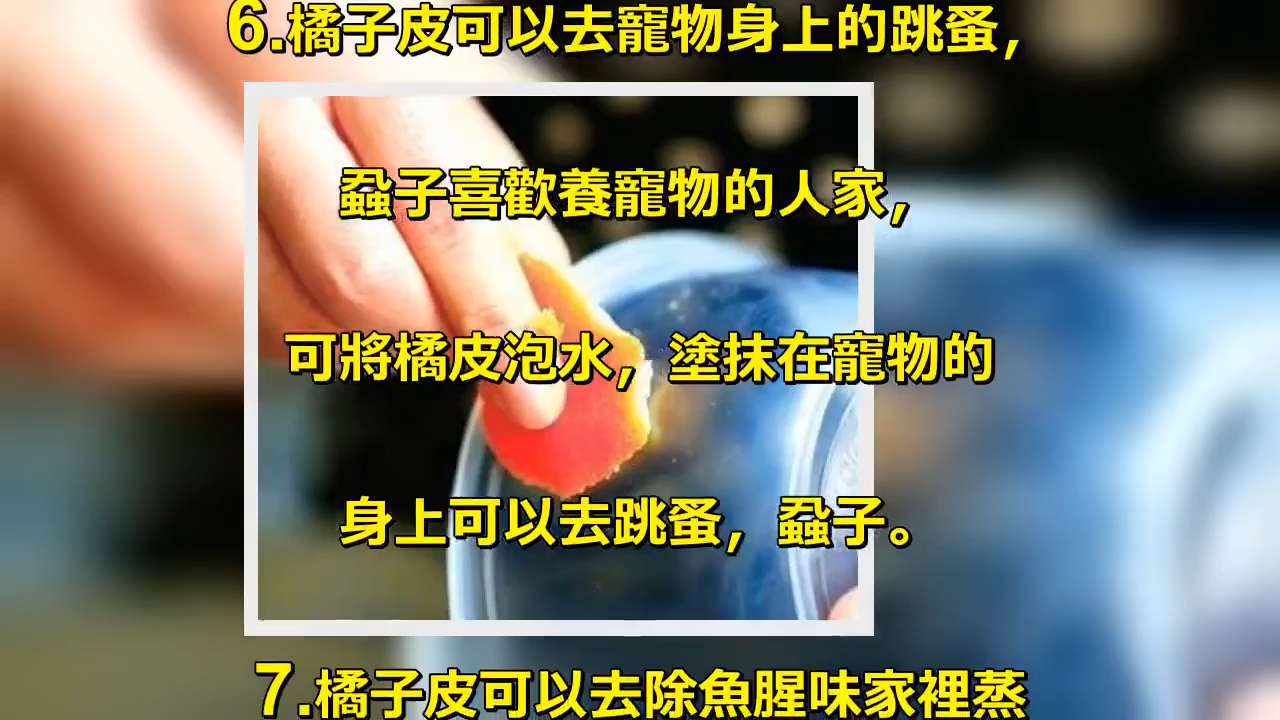 6.橘子皮可以去寵物身上的跳蚤，
蝨子喜歡養寵物的人家，
可將橘皮泡水，塗抹在寵物的
身上可以去跳蚤，蝨子。
7.橘子皮可以去除魚腥味家裡蒸